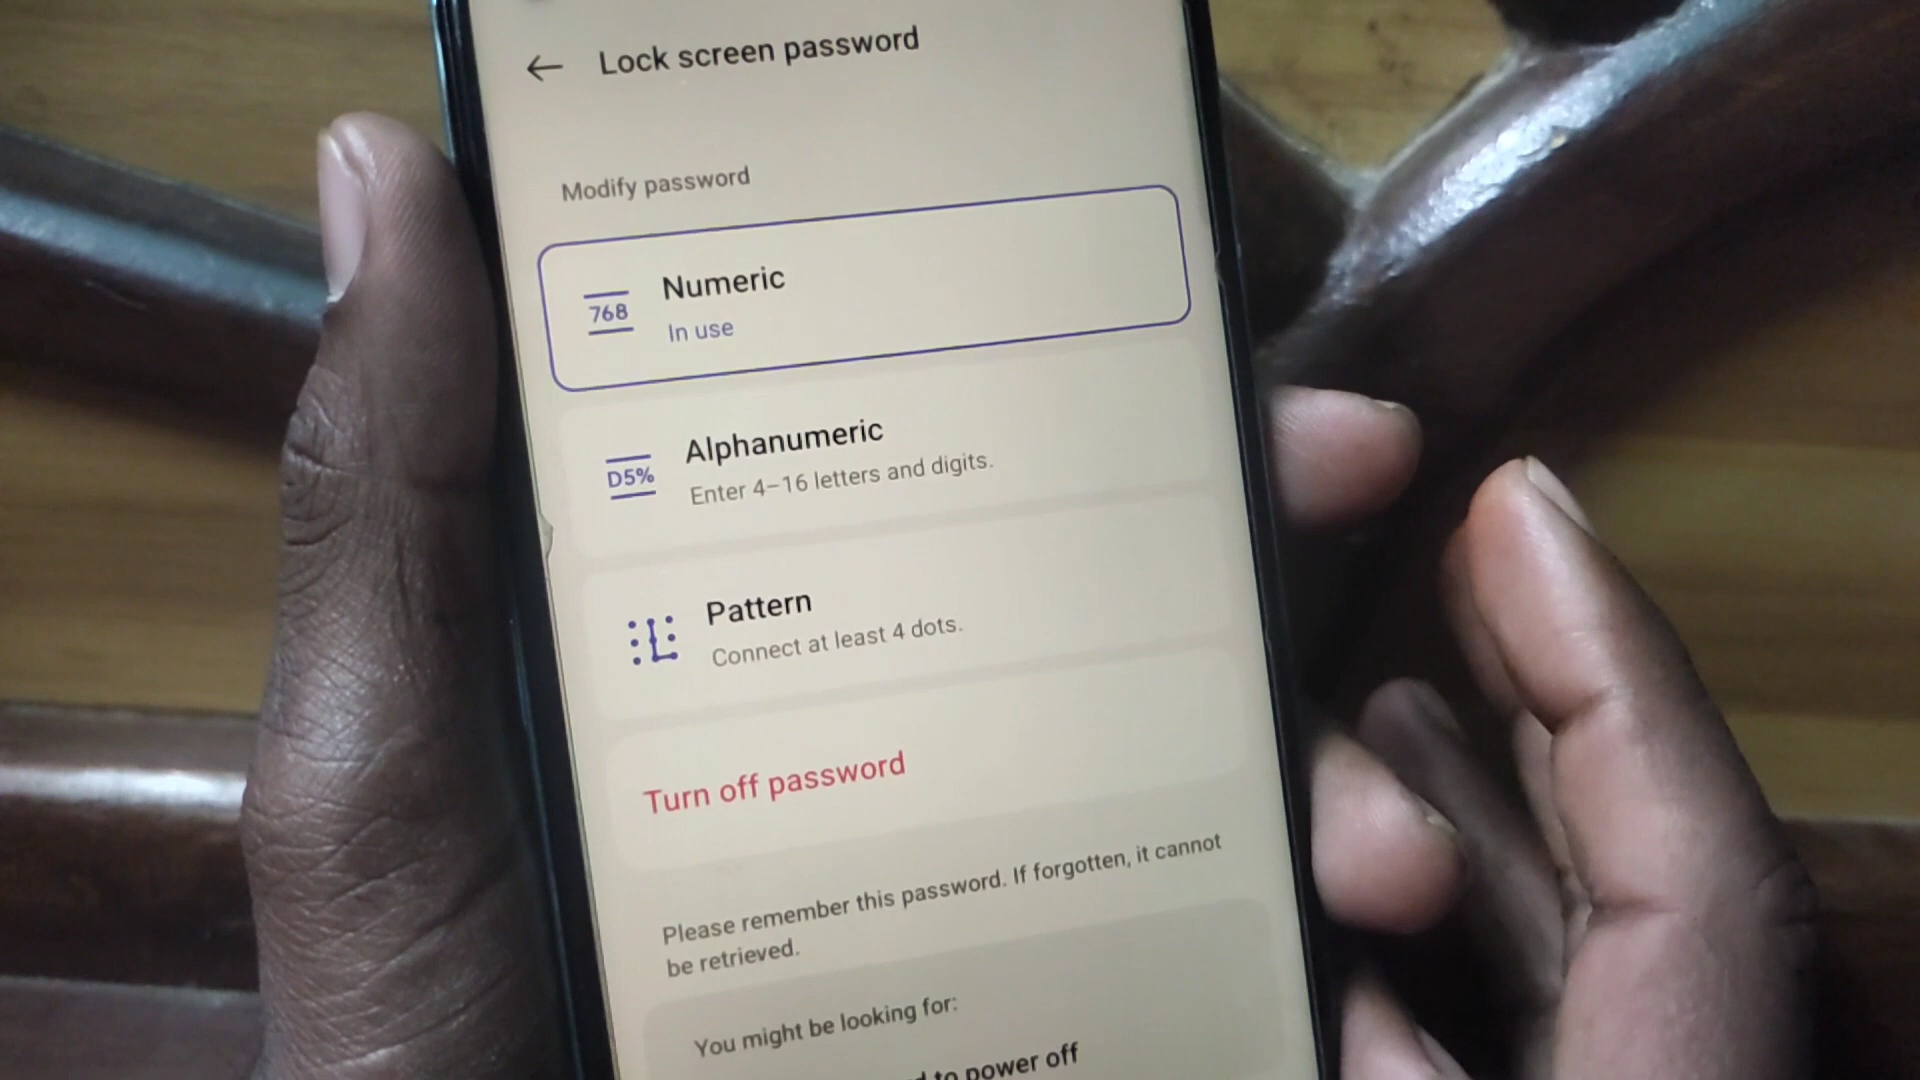 Lock screen password
Modify password
768
Numeric
In use
D5%
Alphanumeric
Enter 4–16 letters and digits.
Pattern
Connect at least 4 dots.
Turn off password
Please remember this password. If forgotten, it cannot
be retrieved.
You might be looking for:
to power off